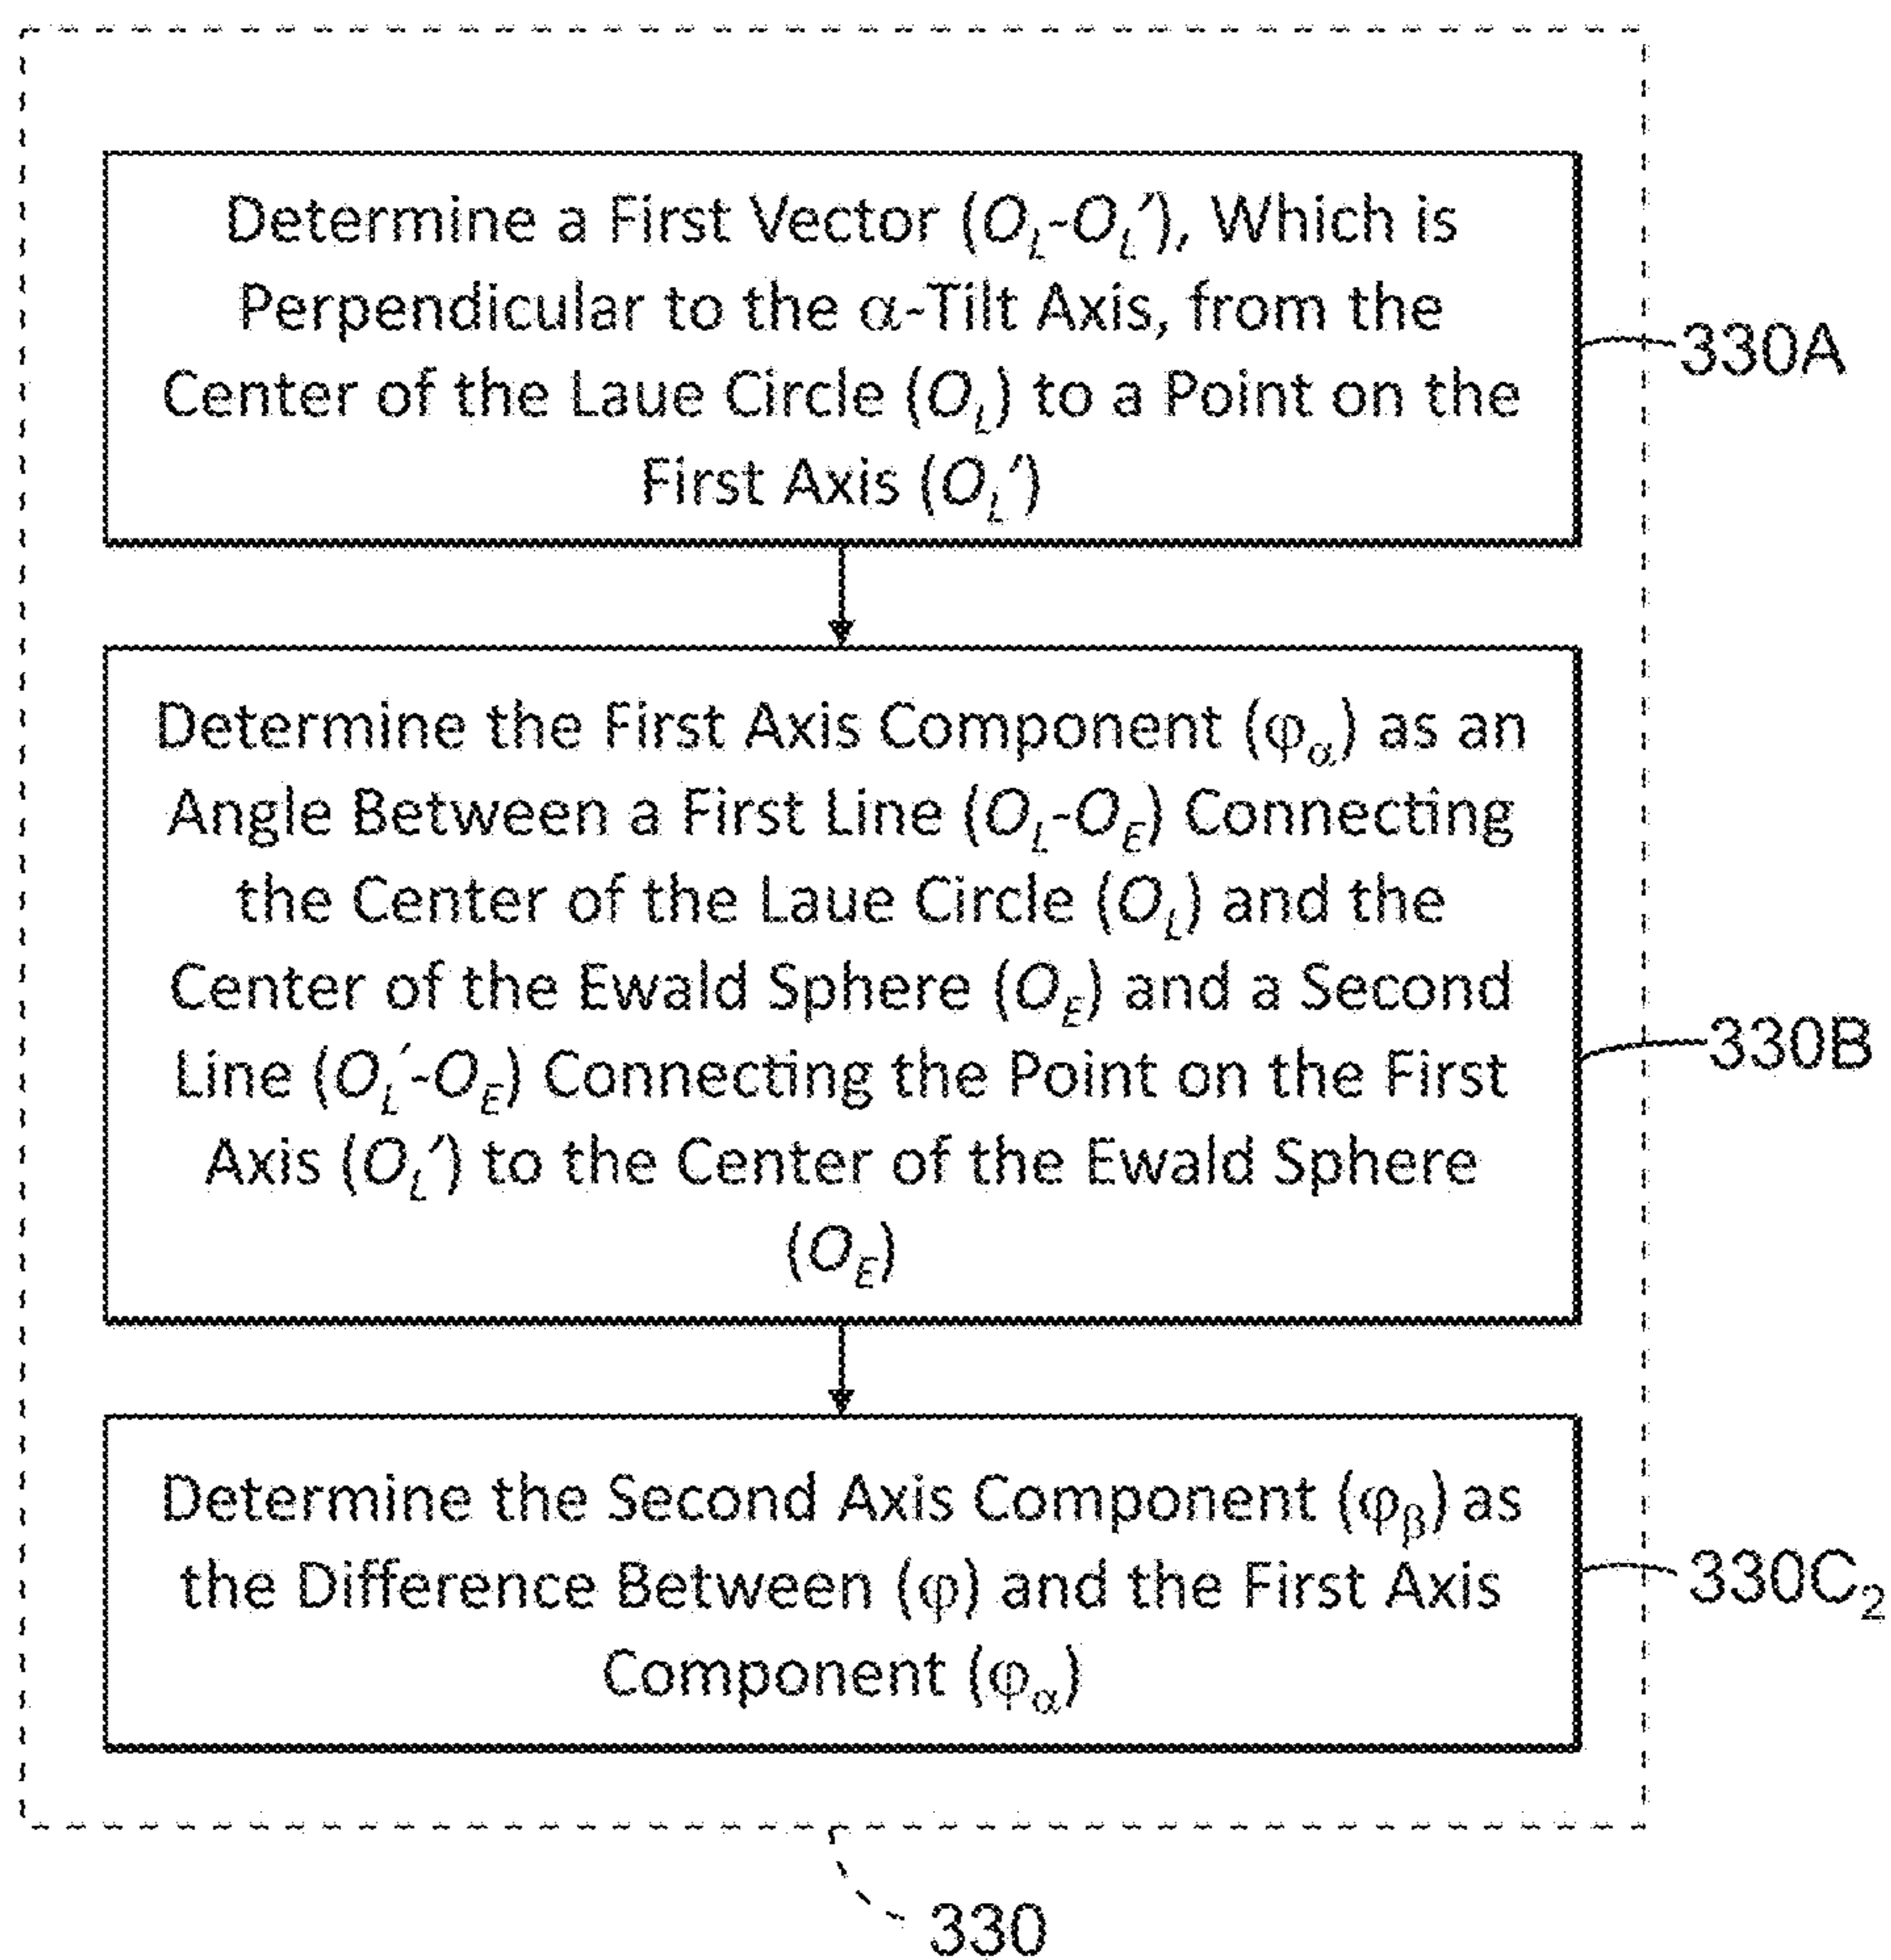 Determine a First Vector (O_L-O_L′), Which is
Perpendicular to the α-Tilt Axis, from the
Center of the Laue Circle (O_L) to a Point on the
First Axis (O_L′)
330A
Determine the First Axis Component (φ_α) as an
Angle Between a First Line (O_L-O_E) Connecting
the Center of the Laue Circle (O_L) and the
Center of the Ewald Sphere (O_E) and a Second
Line (O_L′-O_E) Connecting the Point on the First
Axis (O_L′) to the Center of the Ewald Sphere
(O_E)
330B
Determine the Second Axis Component (φ_β) as
the Difference Between (φ) and the First Axis
Component (φ_α)
330C₂
330